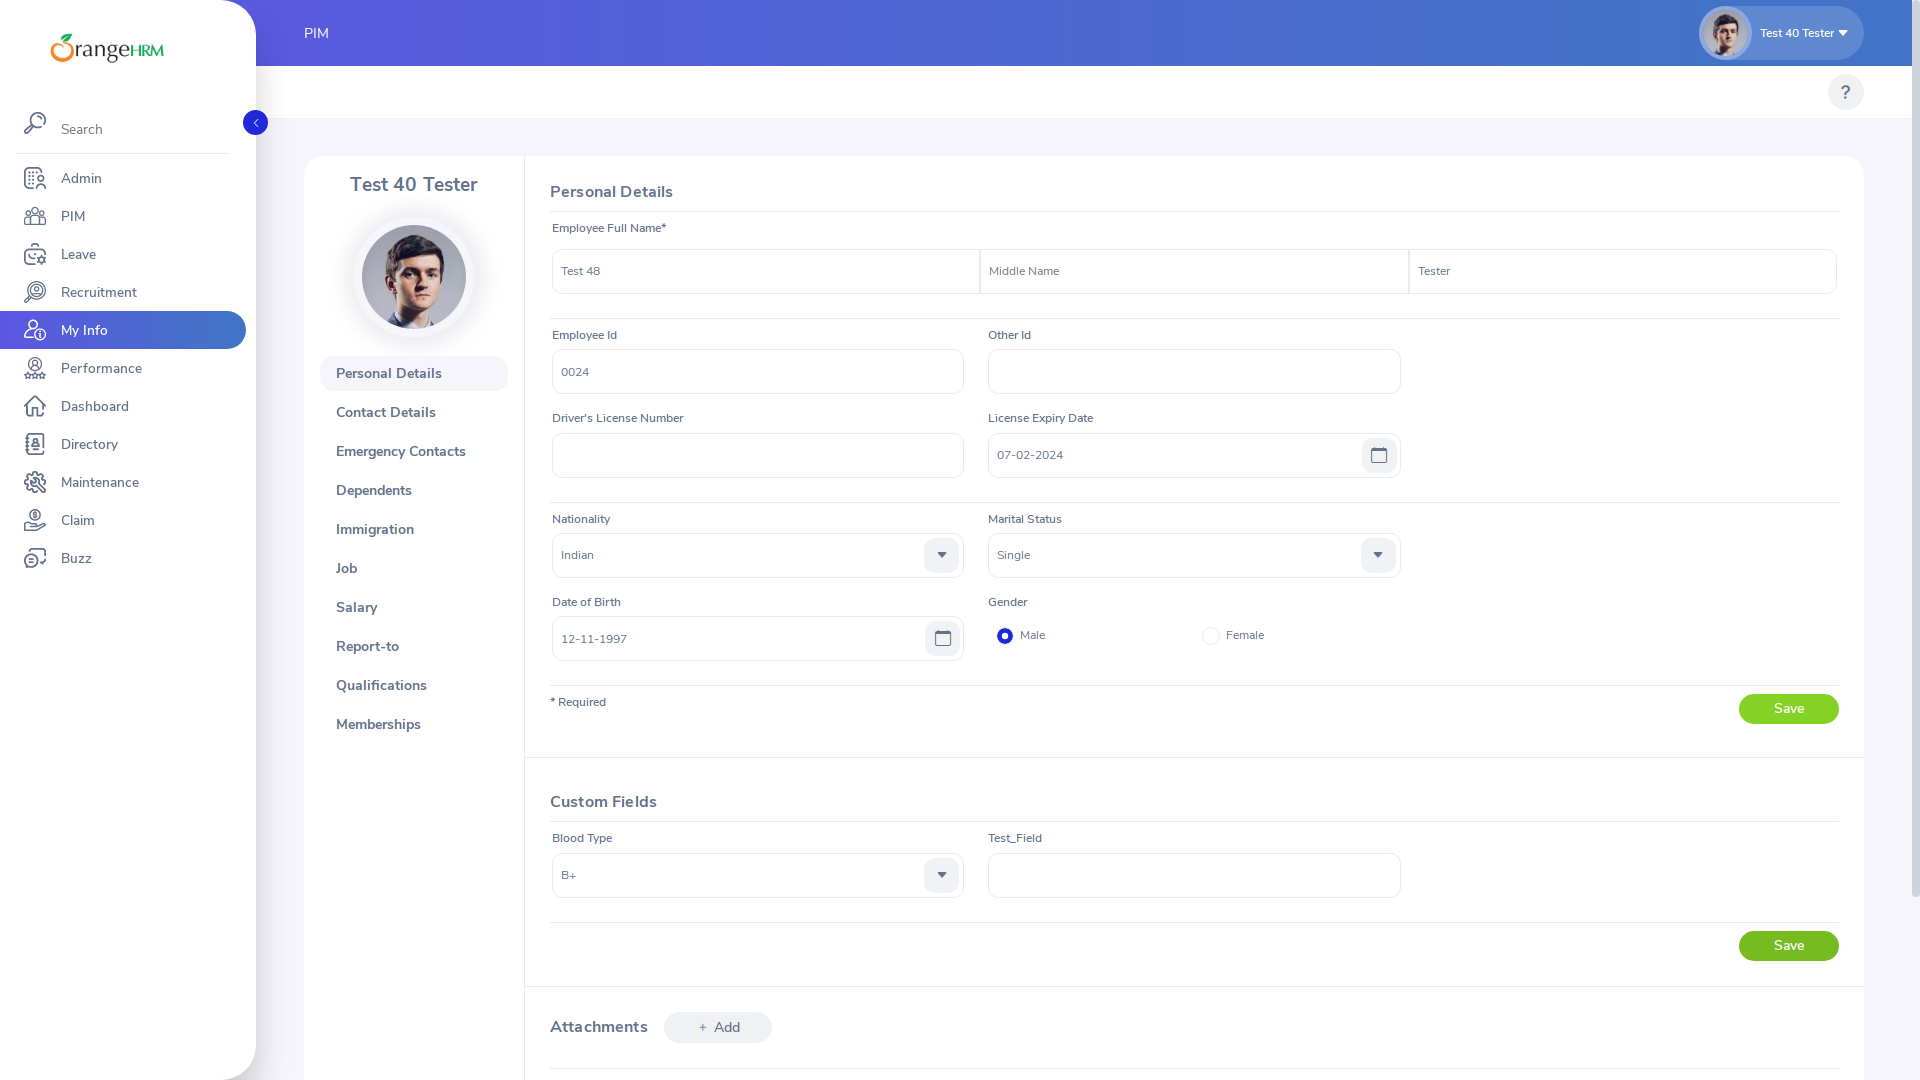 OrangeHRM
PIM
Test 40 Tester
?
Search
Admin
PIM
Leave
Recruitment
My Info
Performance
Dashboard
Directory
Maintenance
Claim
Buzz
Test 40 Tester
Personal Details
Contact Details
Emergency Contacts
Dependents
Immigration
Job
Salary
Report-to
Qualifications
Memberships
Personal Details
Employee Full Name*
Test 48 Middle Name Tester
Employee Id Other Id
0024
Driver's License Number License Expiry Date
07-02-2024
Nationality Marital Status
Indian Single
Date of Birth Gender
12-11-1997 Male Female
* Required Save
Custom Fields
Blood Type Test_Field
B+
Save
Attachments + Add